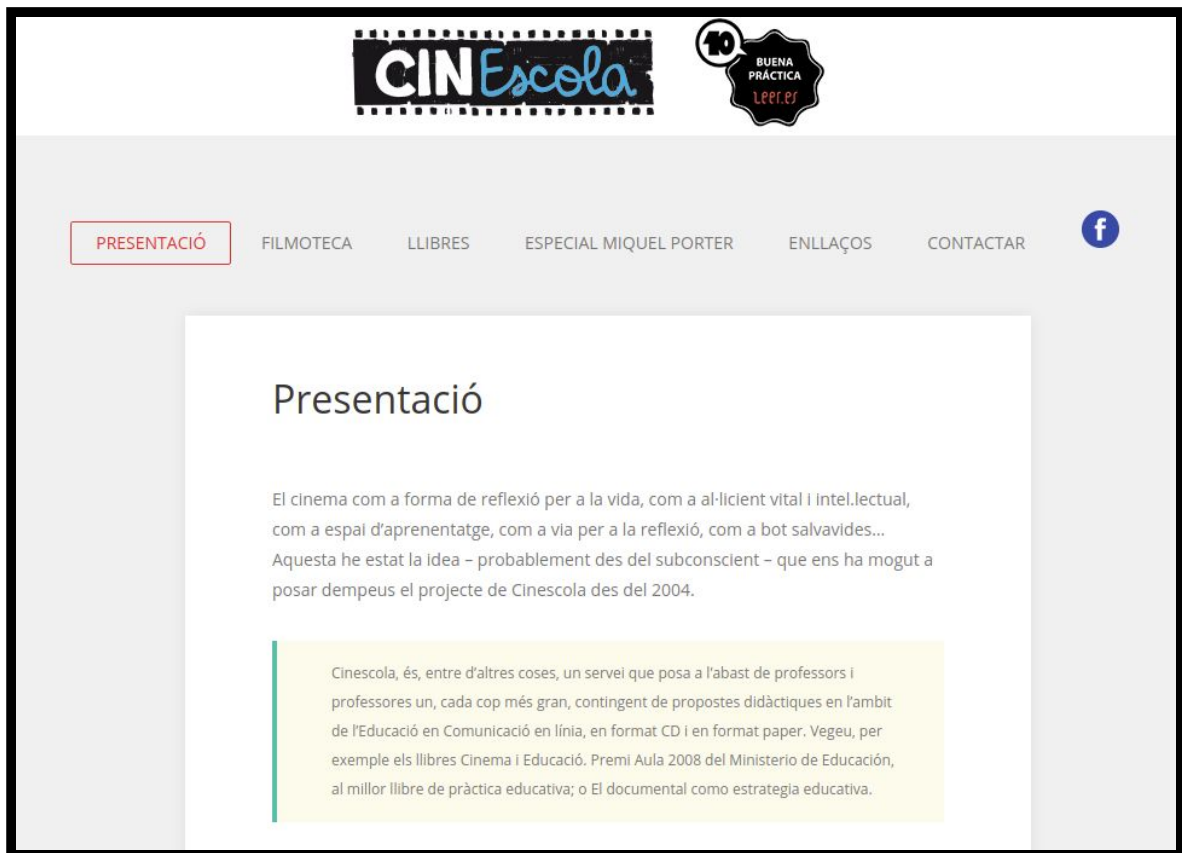 CINEscola
10
BUENA
PRÁCTICA
Leer.es
PRESENTACIÓ FILMOTECA LLIBRES ESPECIAL MIQUEL PORTER ENLLAÇOS CONTACTAR f
Presentació
El cinema com a forma de reflexió per a la vida, com a al·licient vital i intel.lectual,
com a espai d’aprenentatge, com a via per a la reflexió, com a bot salvavides...
Aquesta he estat la idea – probablement des del subconscient – que ens ha mogut a
posar dempeus el projecte de Cinescola des del 2004.
Cinescola, és, entre d’altres coses, un servei que posa a l’abast de professors i
professores un, cada cop més gran, contingent de propostes didàctiques en l’ambit
de l’Educació en Comunicació en línia, en format CD i en format paper. Vegeu, per
exemple els llibres Cinema i Educació. Premi Aula 2008 del Ministerio de Educación,
al millor llibre de pràctica educativa; o El documental como estrategia educativa.